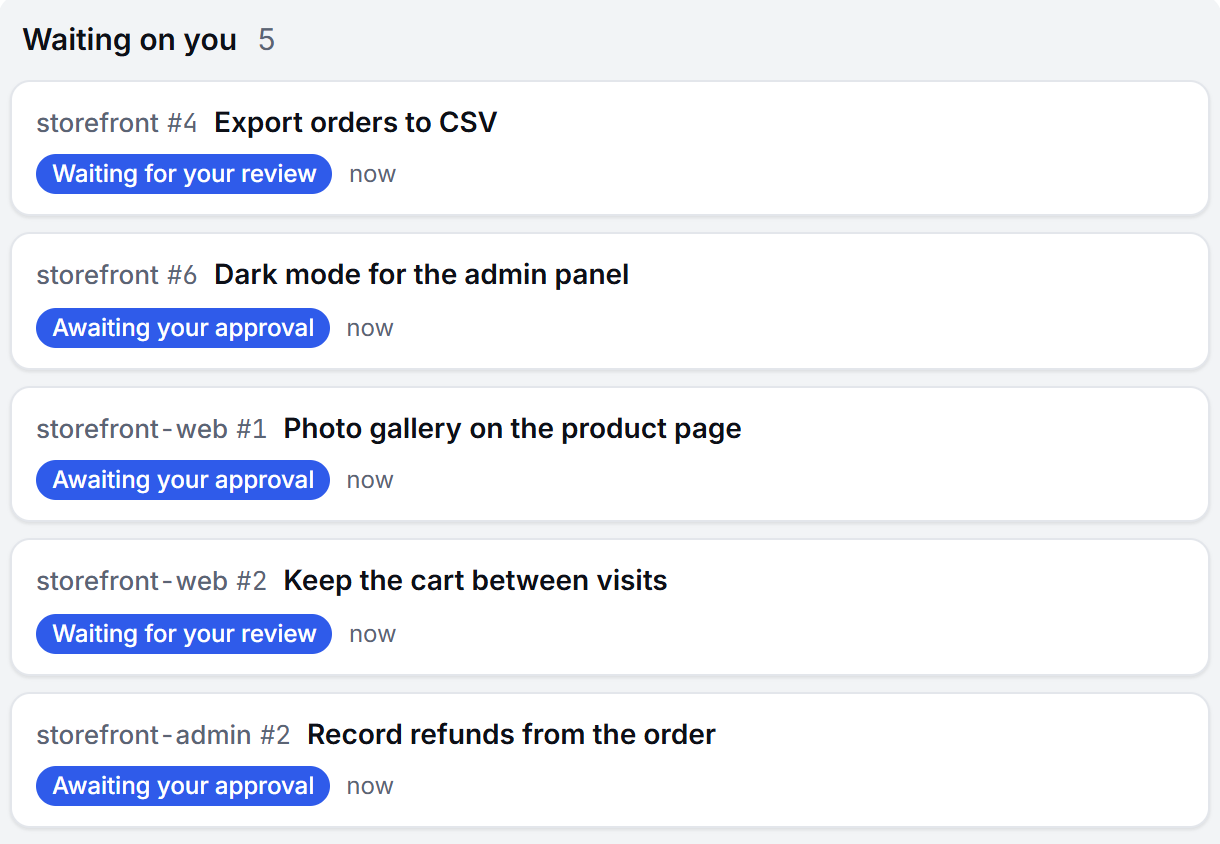 Waiting on you 5
storefront #4 Export orders to CSV
Waiting for your review now
storefront #6 Dark mode for the admin panel
Awaiting your approval now
storefront-web #1 Photo gallery on the product page
Awaiting your approval now
storefront-web #2 Keep the cart between visits
Waiting for your review now
storefront-admin #2 Record refunds from the order
Awaiting your approval now